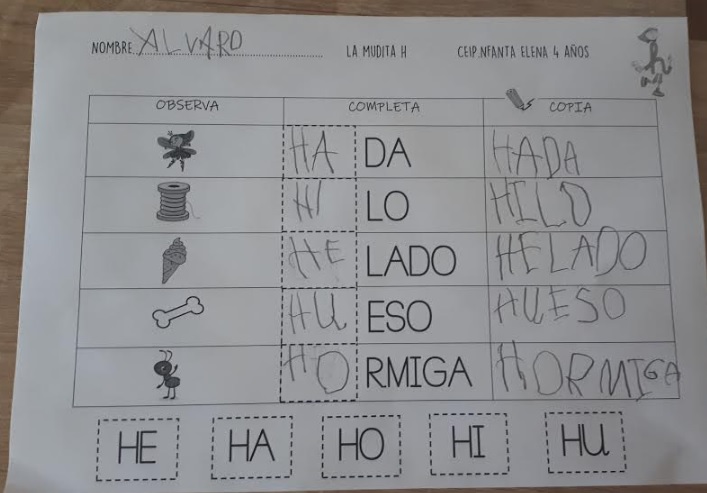 NOMBRE ALVARO LA MUDITA H CEIP.NFANTA ELENA 4 AÑOS
OBSERVA COMPLETA COPIA
HA DA HADA
HI LO HILO
HE LADO HELADO
HU ESO HUESO
HO RMIGA HORMIGA
HE HA HO HI HU